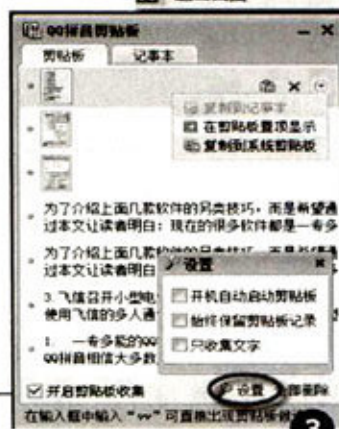 QQ拼音剪贴板
剪贴板 记事本
复制到记事本
在剪贴板置顶显示
复制到系统剪贴板
为了介绍上面几款软件的另类技巧，而是希望通
过本文让读者明白：现在的很多软件都是一专多
为了介绍上面几款软件的另类技巧，而是希望通
过本文让读者明白
设置
开机自动启动剪贴板
始终保留剪贴板记录
只收集文字
3.飞信召开小型电
使用飞信的多人通
1. 一专多能的QQ
QQ拼音相信大多数
开启剪贴板收集 设置 部删除
在输入框中输入“vv”可直接出现剪贴板
3